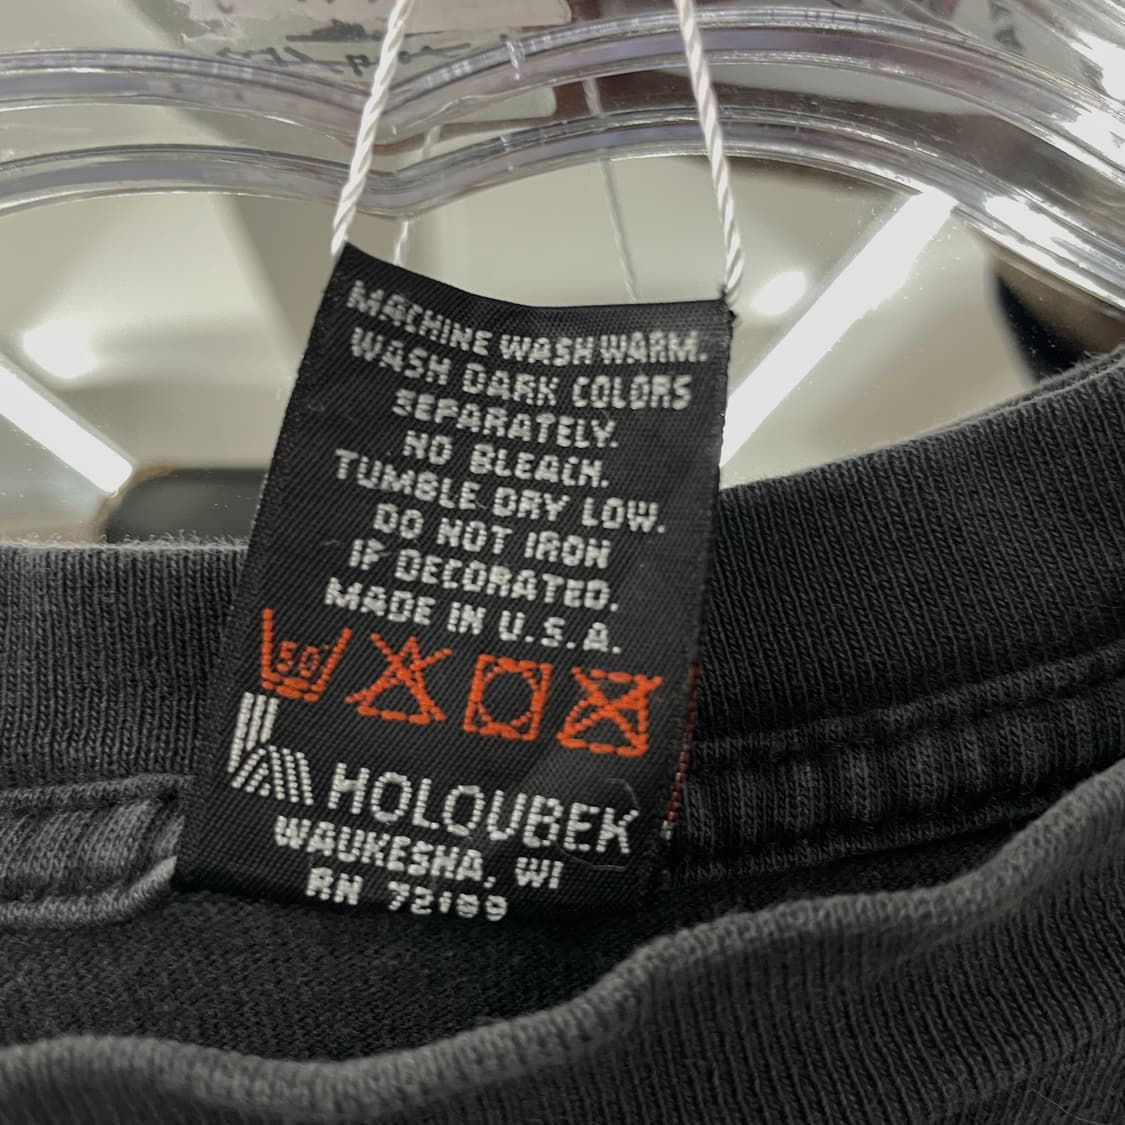 MACHINE WASH WARM.
WASH DARK COLORS
SEPARATELY.
NO BLEACH.
TUMBLE DRY LOW.
DO NOT IRON
IF DECORATED.
MADE IN U.S.A.
50°
HOLOUBEK
WAUKESHA, WI
RN 72199